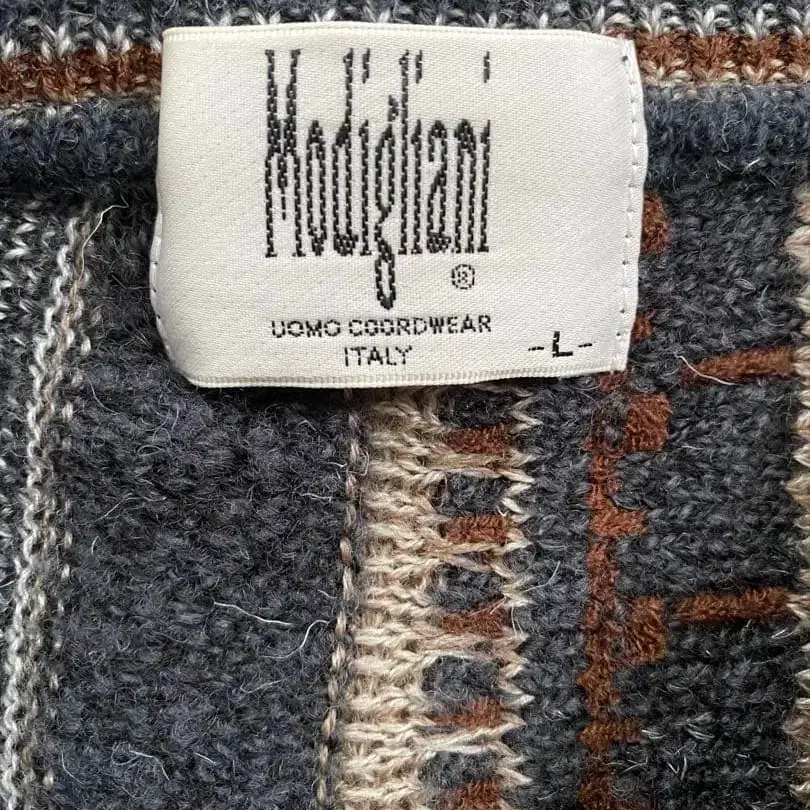 Modigliani
®
UOMO COORDWEAR
ITALY
-L-